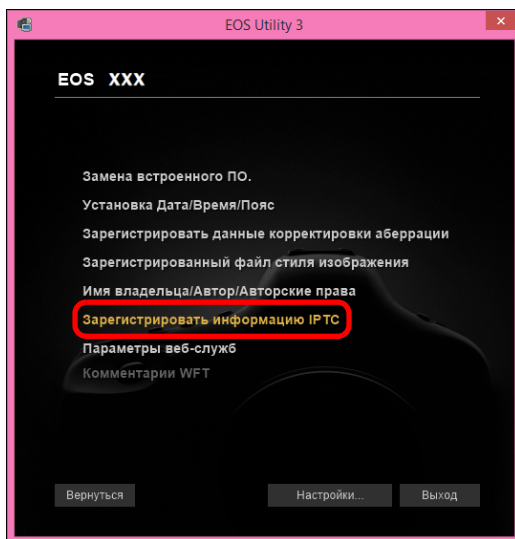 EOS Utility 3
EOS XXX
Замена встроенного ПО.
Установка Дата/Время/Пояс
Зарегистрировать данные корректировки аберрации
Зарегистрированный файл стиля изображения
Имя владельца/Автор/Авторские права
Зарегистрировать информацию IPTC
Параметры веб-служб
Комментарии WFT
Вернуться Настройки... Выход